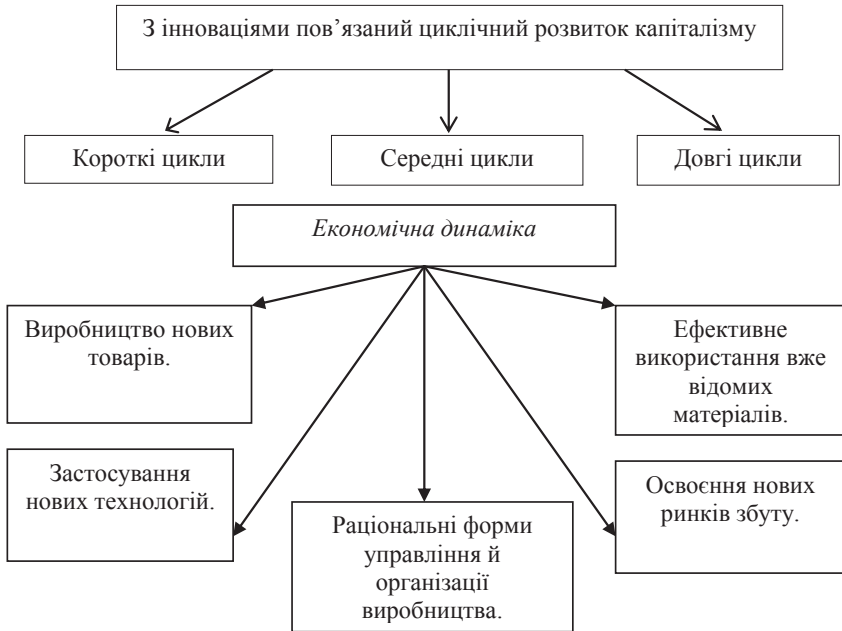 З інноваціями пов’язаний циклічний розвиток капіталізму
Короткі цикли
Середні цикли
Довгі цикли
Економічна динаміка
Виробництво нових
товарів.
Ефективне
використання вже
відомих
матеріалів.
Застосування
нових технологій.
Раціональні форми
управління й
організації
виробництва.
Освоєння нових
ринків збуту.